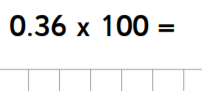 0.36 x 100 =